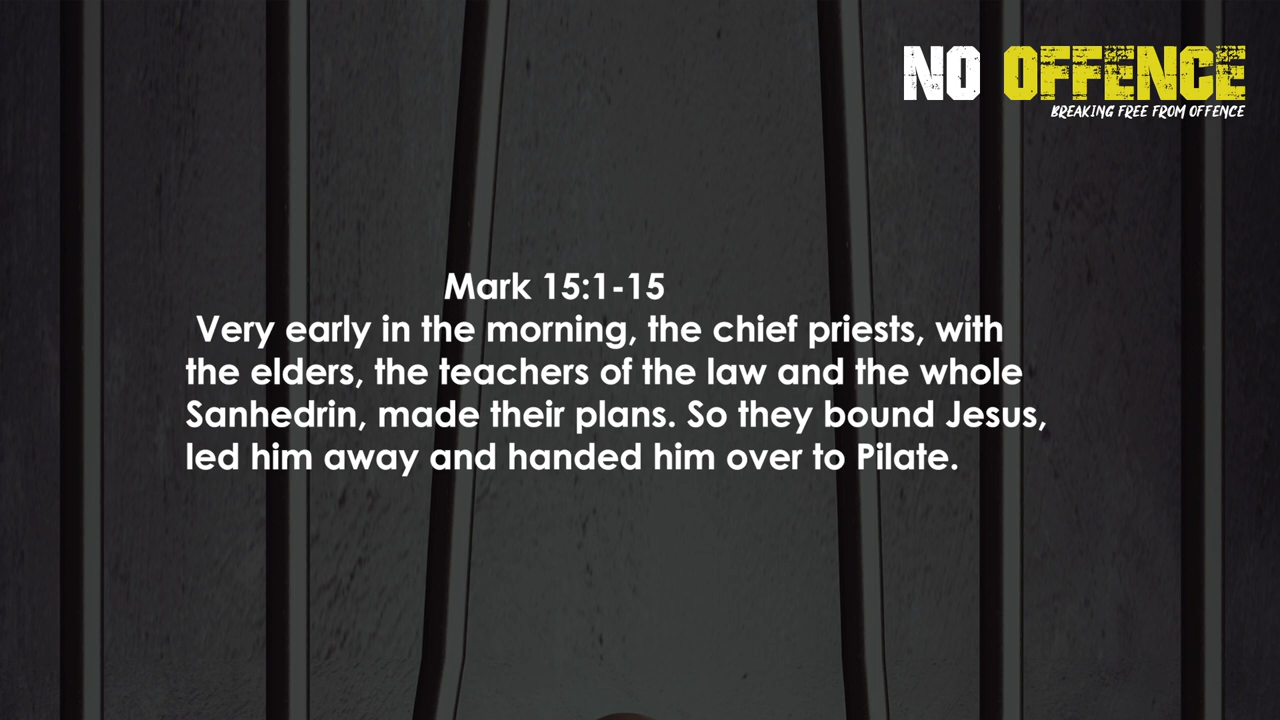 NO OFFENCE
BREAKING FREE FROM OFFENCE
Mark 15:1-15
Very early in the morning, the chief priests, with
the elders, the teachers of the law and the whole
Sanhedrin, made their plans. So they bound Jesus,
led him away and handed him over to Pilate.